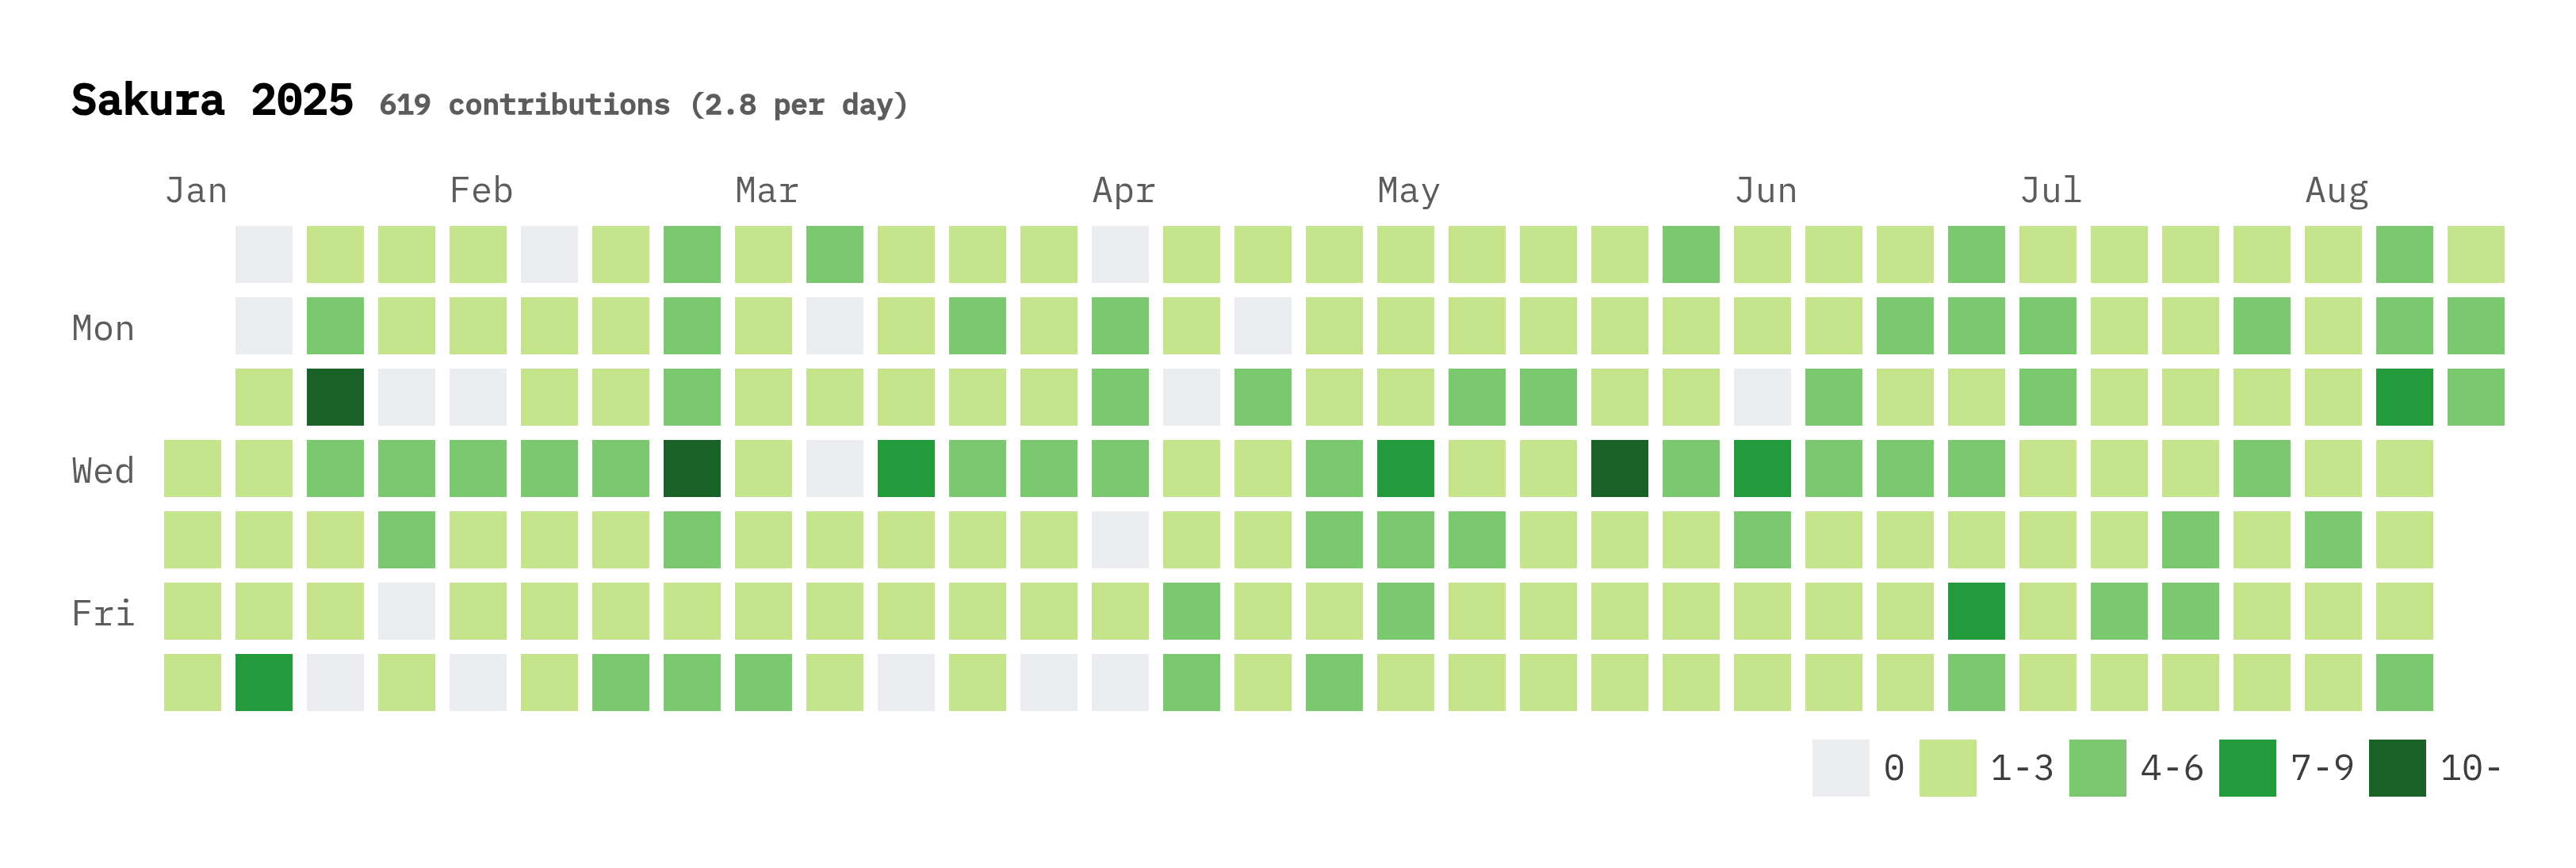 Sakura 2025 619 contributions (2.8 per day)
Jan Feb Mar Apr May Jun Jul Aug
Mon
Wed
Fri
0 1-3 4-6 7-9 10-